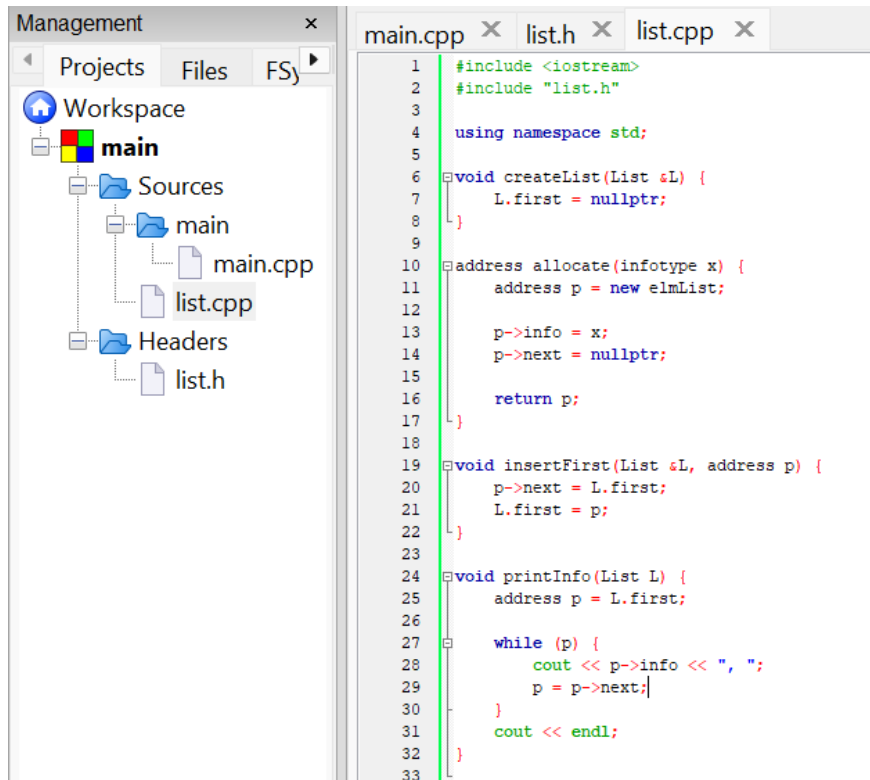 Management ×
Projects Files FSy
Workspace
main
Sources
main
main.cpp
list.cpp
Headers
list.h
main.cpp × list.h × list.cpp ×
1 #include <iostream>
2 #include "list.h"
3
4 using namespace std;
5
6 void createList(List &L) {
7     L.first = nullptr;
8 }
9
10 address allocate(infotype x) {
11     address p = new elmList;
12
13     p->info = x;
14     p->next = nullptr;
15
16     return p;
17 }
18
19 void insertFirst(List &L, address p) {
20     p->next = L.first;
21     L.first = p;
22 }
23
24 void printInfo(List L) {
25     address p = L.first;
26
27     while (p) {
28         cout << p->info << ", ";
29         p = p->next;
30     }
31     cout << endl;
32 }
33